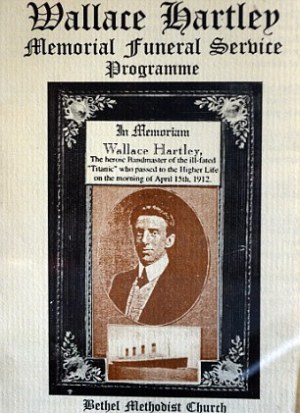 Wallace Hartley
Memorial Funeral Service
Programme
In Memoriam
Wallace Hartley,
The heroic Bandmaster of the ill-fated
"Titanic" who passed to the Higher Life
on the morning of April 15th, 1912.
Bethel Methodist Church